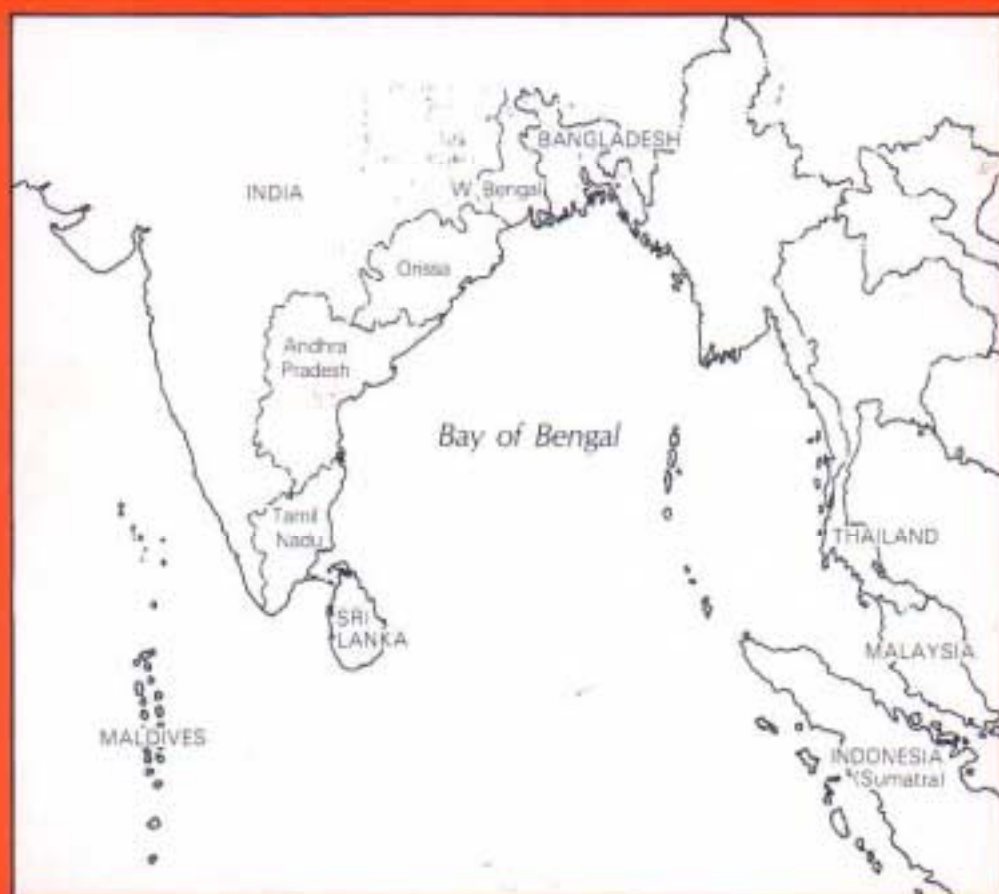 BANGLADESH
INDIA
W. Bengal
Orissa
Andhra
Pradesh
Bay of Bengal
Tamil
Nadu
THAILAND
SRI
LANKA
MALAYSIA
MALDIVES
INDONESIA
(Sumatra)